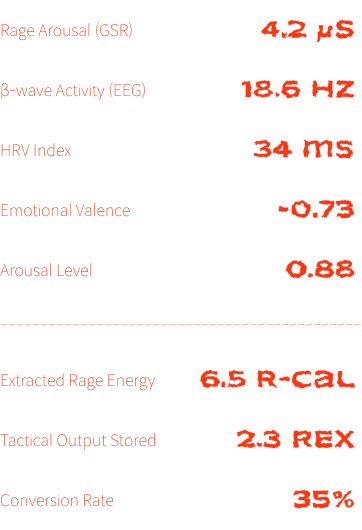 Rage Arousal (GSR) 4.2 µS
β-wave Activity (EEG) 18.6 HZ
HRV Index 34 ms
Emotional Valence -0.73
Arousal Level 0.88
Extracted Rage Energy 6.5 R-CaL
Tactical Output Stored 2.3 REX
Conversion Rate 35%